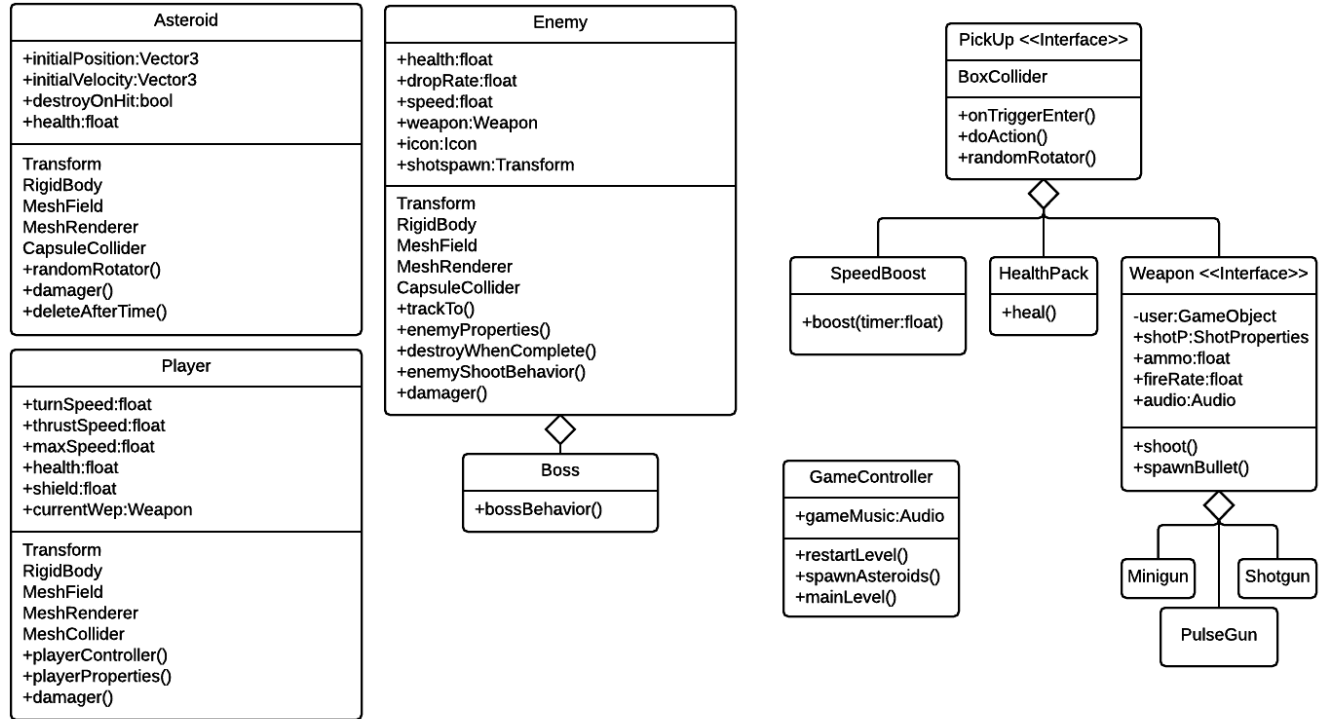 Asteroid
+initialPosition:Vector3
+initialVelocity:Vector3
+destroyOnHit:bool
+health:float
Transform
RigidBody
MeshField
MeshRenderer
CapsuleCollider
+randomRotator()
+damager()
+deleteAfterTime()
Player
+turnSpeed:float
+thrustSpeed:float
+maxSpeed:float
+health:float
+shield:float
+currentWep:Weapon
Transform
RigidBody
MeshField
MeshRenderer
MeshCollider
+playerController()
+playerProperties()
+damager()
Enemy
+health:float
+dropRate:float
+speed:float
+weapon:Weapon
+icon:Icon
+shotspawn:Transform
Transform
RigidBody
MeshField
MeshRenderer
CapsuleCollider
+trackTo()
+enemyProperties()
+destroyWhenComplete()
+enemyShootBehavior()
+damager()
Boss
+bossBehavior()
PickUp <<Interface>>
BoxCollider
+onTriggerEnter()
+doAction()
+randomRotator()
SpeedBoost
+boost(timer:float)
HealthPack
+heal()
Weapon <<Interface>>
-user:GameObject
+shotP:ShotProperties
+ammo:float
+fireRate:float
+audio:Audio
+shoot()
+spawnBullet()
GameController
+gameMusic:Audio
+restartLevel()
+spawnAsteroids()
+mainLevel()
Minigun
Shotgun
PulseGun